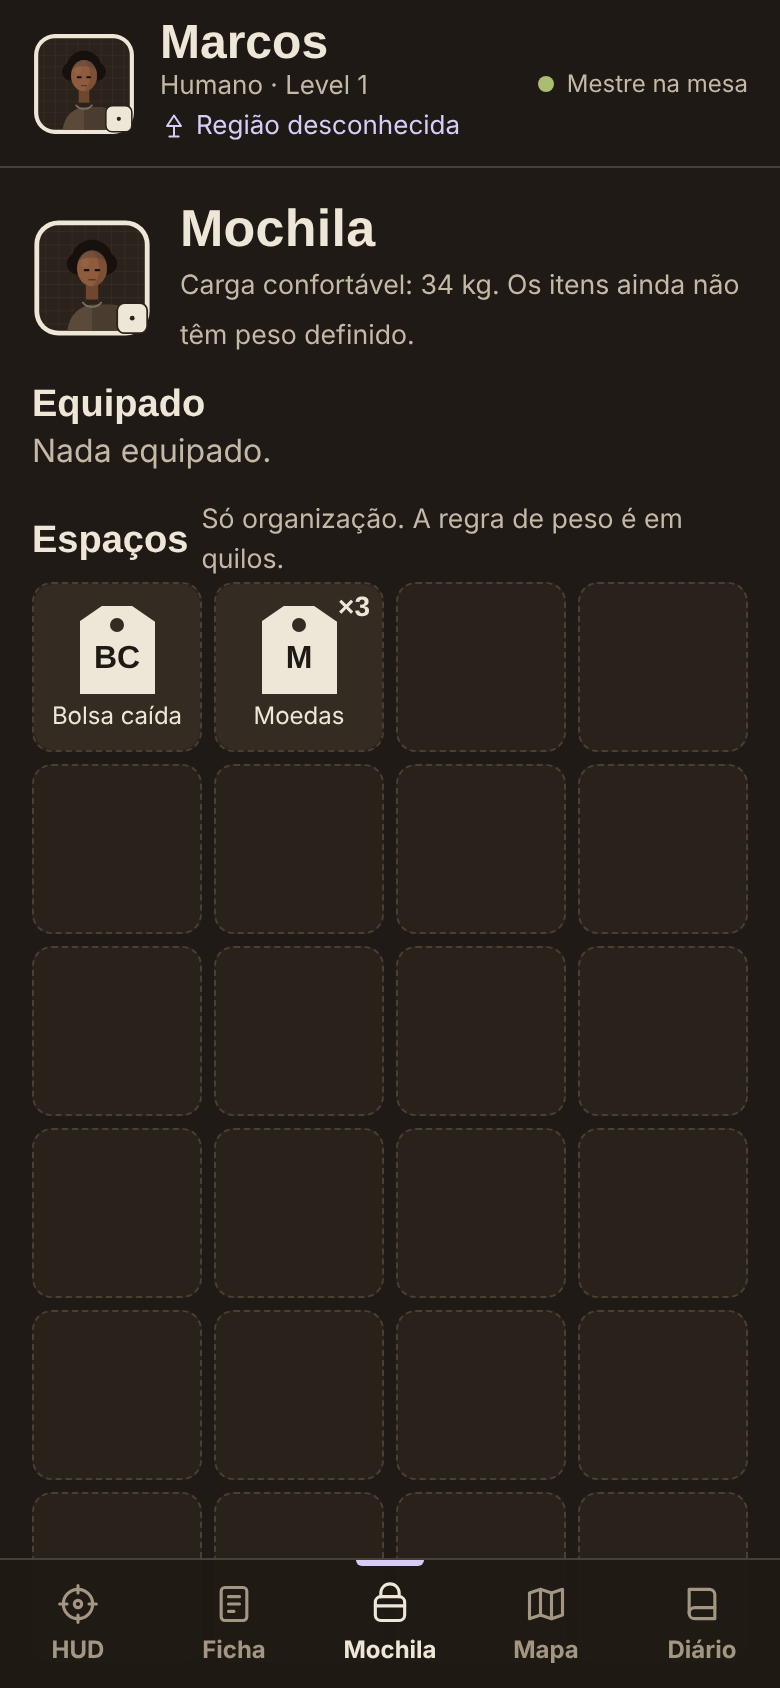 Marcos
Humano · Level 1
Mestre na mesa
Região desconhecida
Mochila
Carga confortável: 34 kg. Os itens ainda não
têm peso definido.
Equipado
Nada equipado.
Espaços
Só organização. A regra de peso é em
quilos.
BC
Bolsa caída
×3
M
Moedas
HUD
Ficha
Mochila
Mapa
Diário